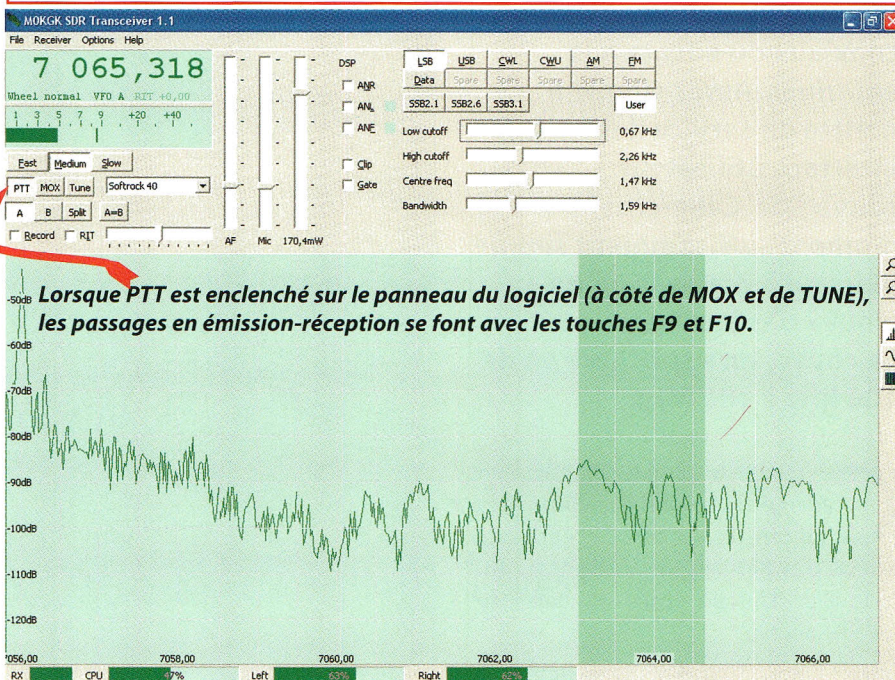 M0KGK SDR Transceiver 1.1
File Receiver Options Help
7 065,318
Wheel normal VFO A RIT +0,00
1 3 5 7 9 +20 +40
Fast Medium Slow
PTT MOX Tune Softrock 40
A B Split A=B
Record RIT
AF Mic 170,4mW
DSP
ANR
ANL
ANF
Clip
Gate
LSB USB CWL CWU AM FM
Data Spare Spare Spare Spare Spare
SSB2.1 SSB2.6 SSB3.1 User
Low cutoff 0,67 kHz
High cutoff 2,26 kHz
Centre freq 1,47 kHz
Bandwidth 1,59 kHz
Lorsque PTT est enclenché sur le panneau du logiciel (à côté de MOX et de TUNE),
les passages en émission-réception se font avec les touches F9 et F10.
-50dB
-60dB
-70dB
-80dB
-90dB
-100dB
-110dB
-120dB
7056,00 7058,00 7060,00 7062,00 7064,00 7066,00
RX CPU 47% Left 63% Right 62%